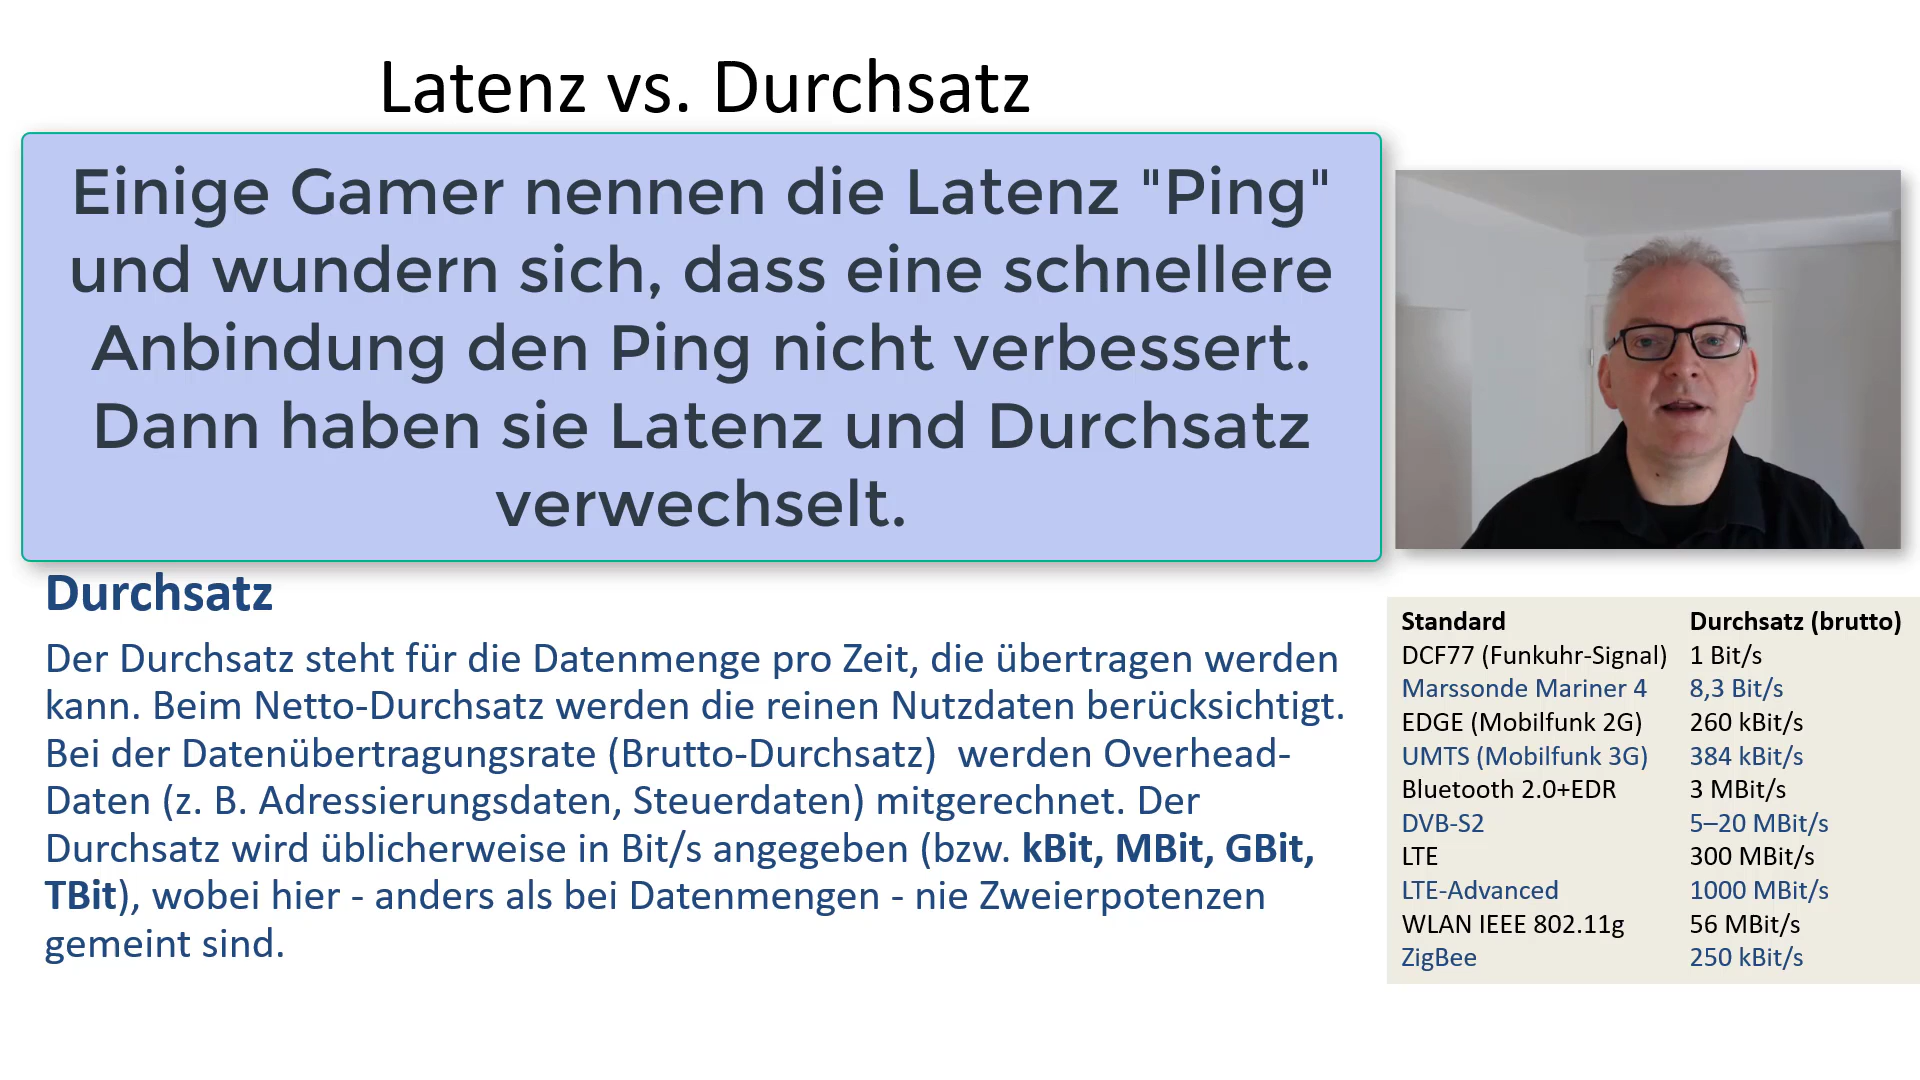 Latenz vs. Durchsatz
Einige Gamer nennen die Latenz "Ping"
und wundern sich, dass eine schnellere
Anbindung den Ping nicht verbessert.
Dann haben sie Latenz und Durchsatz
verwechselt.
Durchsatz
Der Durchsatz steht für die Datenmenge pro Zeit, die übertragen werden
kann. Beim Netto-Durchsatz werden die reinen Nutzdaten berücksichtigt.
Bei der Datenübertragungsrate (Brutto-Durchsatz)  werden Overhead-
Daten (z. B. Adressierungsdaten, Steuerdaten) mitgerechnet. Der
Durchsatz wird üblicherweise in Bit/s angegeben (bzw. kBit, MBit, GBit,
TBit), wobei hier - anders als bei Datenmengen - nie Zweierpotenzen
gemeint sind.
Standard Durchsatz (brutto)
DCF77 (Funkuhr-Signal) 1 Bit/s
Marssonde Mariner 4 8,3 Bit/s
EDGE (Mobilfunk 2G) 260 kBit/s
UMTS (Mobilfunk 3G) 384 kBit/s
Bluetooth 2.0+EDR 3 MBit/s
DVB-S2 5–20 MBit/s
LTE 300 MBit/s
LTE-Advanced 1000 MBit/s
WLAN IEEE 802.11g 56 MBit/s
ZigBee 250 kBit/s